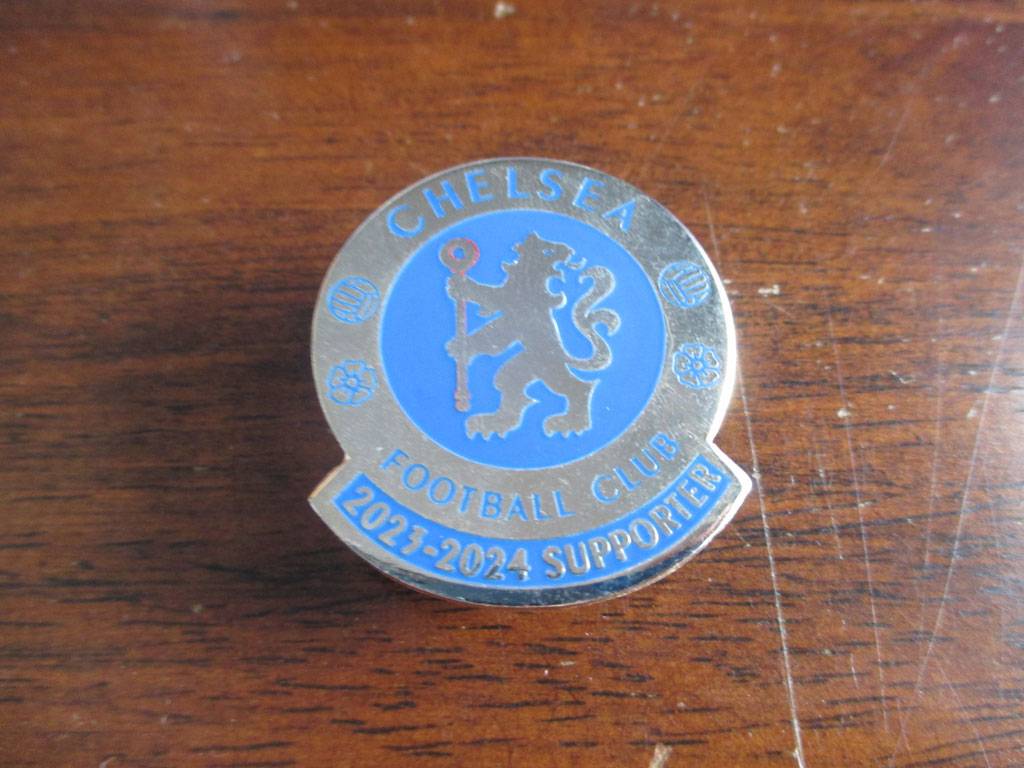 CHELSEA
FOOTBALL CLUB
2023-2024 SUPPORTER